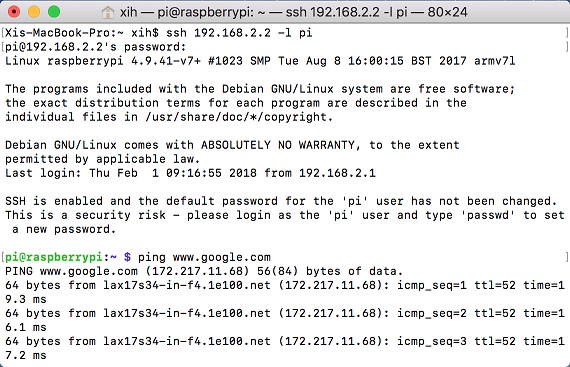 xih — pi@raspberrypi: ~ — ssh 192.168.2.2 -l pi — 80×24
[Xis-MacBook-Pro:~ xih$ ssh 192.168.2.2 -l pi ]
[pi@192.168.2.2's password: ]
Linux raspberrypi 4.9.41-v7+ #1023 SMP Tue Aug 8 16:00:15 BST 2017 armv7l
The programs included with the Debian GNU/Linux system are free software;
the exact distribution terms for each program are described in the
individual files in /usr/share/doc/*/copyright.
Debian GNU/Linux comes with ABSOLUTELY NO WARRANTY, to the extent
permitted by applicable law.
Last login: Thu Feb  1 09:16:55 2018 from 192.168.2.1
SSH is enabled and the default password for the 'pi' user has not been changed.
This is a security risk - please login as the 'pi' user and type 'passwd' to set
a new password.
[pi@raspberrypi:~ $ ping www.google.com ]
PING www.google.com (172.217.11.68) 56(84) bytes of data.
64 bytes from lax17s34-in-f4.1e100.net (172.217.11.68): icmp_seq=1 ttl=52 time=1
9.3 ms
64 bytes from lax17s34-in-f4.1e100.net (172.217.11.68): icmp_seq=2 ttl=52 time=1
6.1 ms
64 bytes from lax17s34-in-f4.1e100.net (172.217.11.68): icmp_seq=3 ttl=52 time=1
7.2 ms